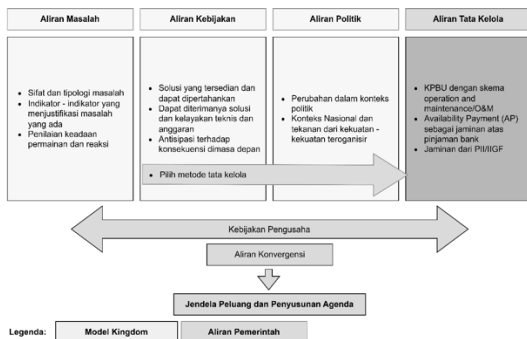 Aliran Masalah
Aliran Kebijakan
Aliran Politik
Aliran Tata Kelola
• Sifat dan tipologi masalah
• Indikator - indikator yang
menjustifikasi masalah
yang ada
• Penilaian keadaan
permainan dan reaksi
• Solusi yang tersedian dan
dapat dipertahankan
• Dapat diterimanya solusi
dan kelayakan teknis dan
anggaran
• Antisipasi terhadap
konsekuensi dimasa depan
• Pilih metode tata kelola
• Perubahan dalam konteks
politik
• Konteks Nasional dan
tekanan dari kekuatan -
kekuatan teroganisir
• KPBU dengan skema
operation and
maintenance/O&M
• Availability Payment (AP)
sebagai jaminan atas
pinjaman bank
• Jaminan dari PII/IIGF
Kebijakan Pengusaha
Aliran Konvergensi
Jendela Peluang dan Penyusunan Agenda
Legenda:
Model Kingdom
Aliran Pemerintah